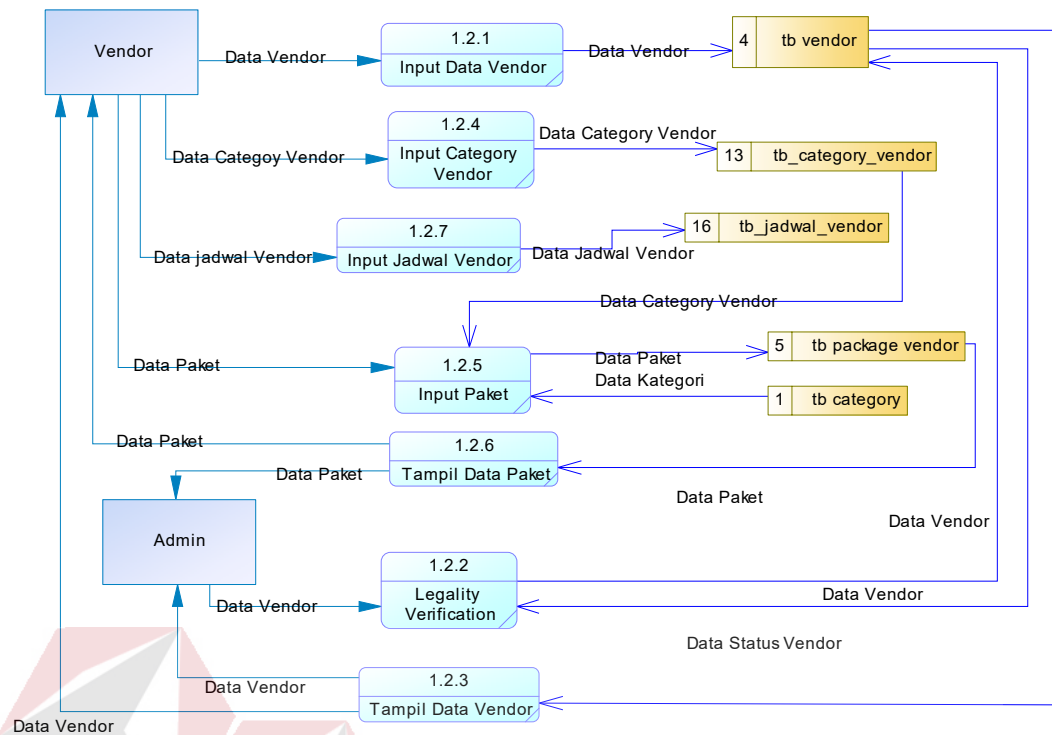 Vendor
Data Vendor
1.2.1
Input Data Vendor
Data Vendor
4
tb vendor
Data Categoy Vendor
1.2.4
Input Category
Vendor
Data Category Vendor
13
tb_category_vendor
Data jadwal Vendor
1.2.7
Input Jadwal Vendor
Data Jadwal Vendor
16
tb_jadwal_vendor
Data Category Vendor
Data Paket
1.2.5
Input Paket
Data Paket
Data Kategori
5
tb package vendor
1
tb category
Data Paket
1.2.6
Tampil Data Paket
Data Paket
Data Paket
Data Vendor
Admin
Data Vendor
1.2.2
Legality
Verification
Data Vendor
Data Status Vendor
Data Vendor
1.2.3
Tampil Data Vendor
Data Vendor